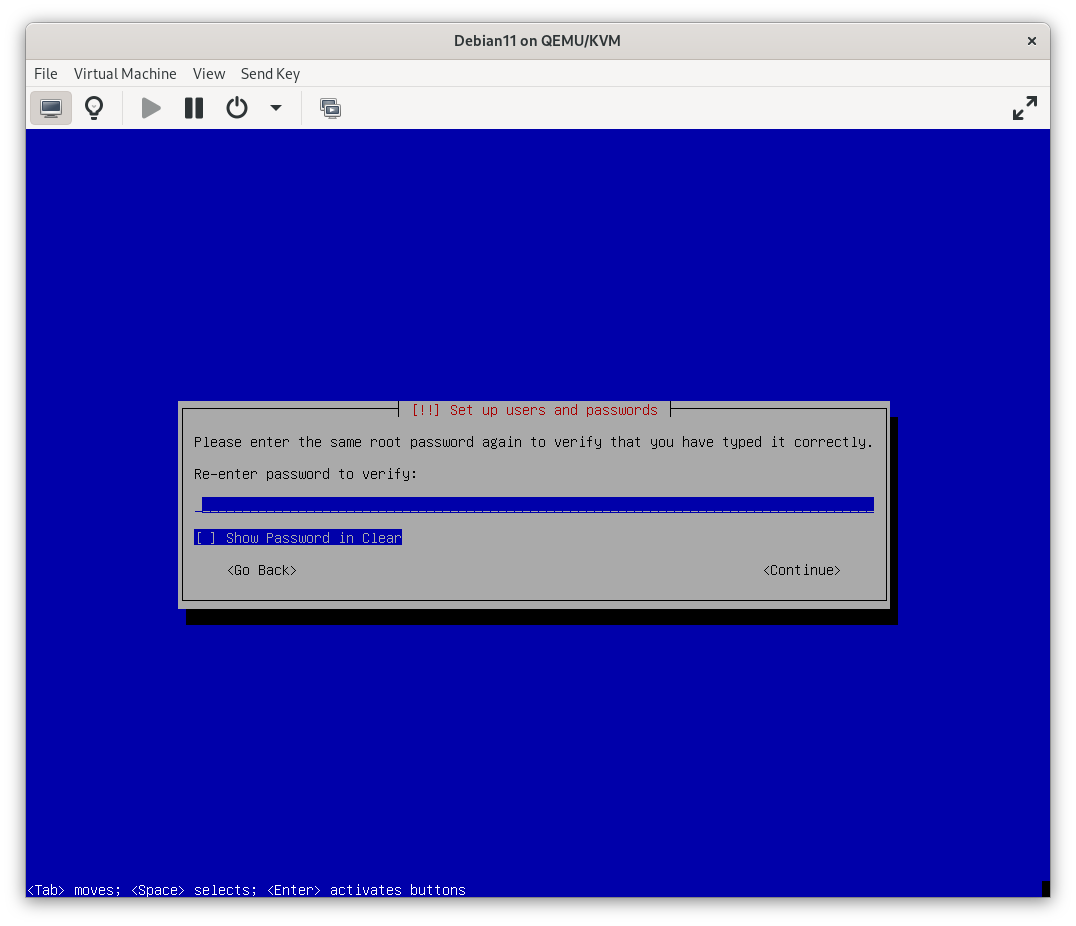 Debian11 on QEMU/KVM
File Virtual Machine View Send Key
[!!] Set up users and passwords
Please enter the same root password again to verify that you have typed it correctly.
Re-enter password to verify:
[ ] Show Password in Clear
<Go Back> <Continue>
<Tab> moves; <Space> selects; <Enter> activates buttons